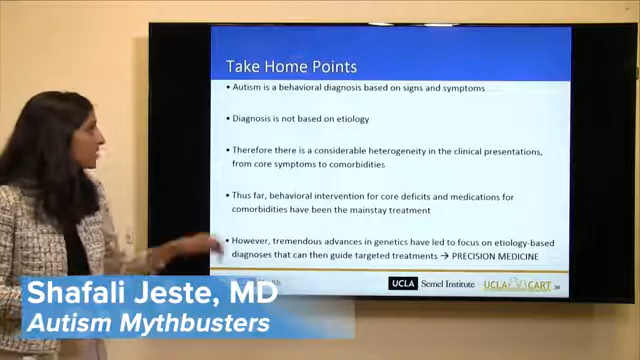 Take Home Points
• Autism is a behavioral diagnosis based on signs and symptoms
• Diagnosis is not based on etiology
• Therefore there is a considerable heterogeneity in the clinical presentations,
from core symptoms to comorbidities
• Thus far, behavioral intervention for core deficits and medications for
comorbidities have been the mainstay treatment
• However, tremendous advances in genetics have led to focus on etiology-based
diagnoses that can then guide targeted treatments → PRECISION MEDICINE
UCLA Semel Institute
UCLA CART
Shafali Jeste, MD
Autism Mythbusters